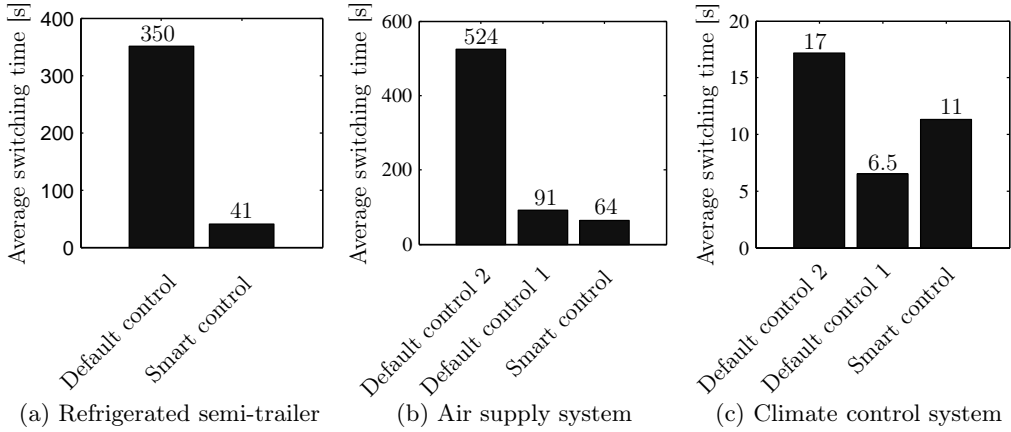 Average switching time [s]
400
300
200
100
0
350
41
Default control
Smart control
(a) Refrigerated semi-trailer
Average switching time [s]
600
400
200
0
524
91
64
Default control 2
Default control 1
Smart control
(b) Air supply system
Average switching time [s]
20
15
10
5
0
17
6.5
11
Default control 2
Default control 1
Smart control
(c) Climate control system